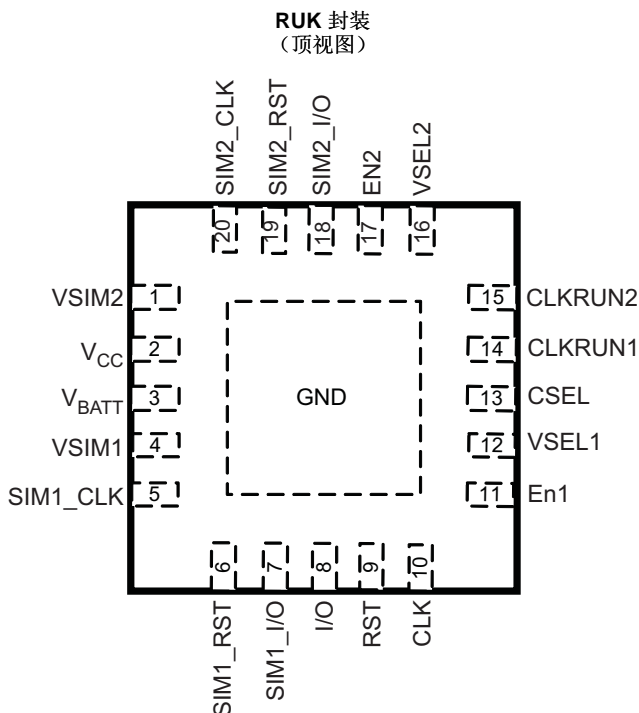 RUK 封装
（顶视图）
SIM2_CLK
SIM2_RST
SIM2_I/O
EN2
VSEL2
20
19
18
17
16
VSIM2 1
VCC 2
VBATT 3
VSIM1 4
SIM1_CLK 5
GND
15 CLKRUN2
14 CLKRUN1
13 CSEL
12 VSEL1
11 En1
6
7
8
9
10
SIM1_RST
SIM1_I/O
I/O
RST
CLK